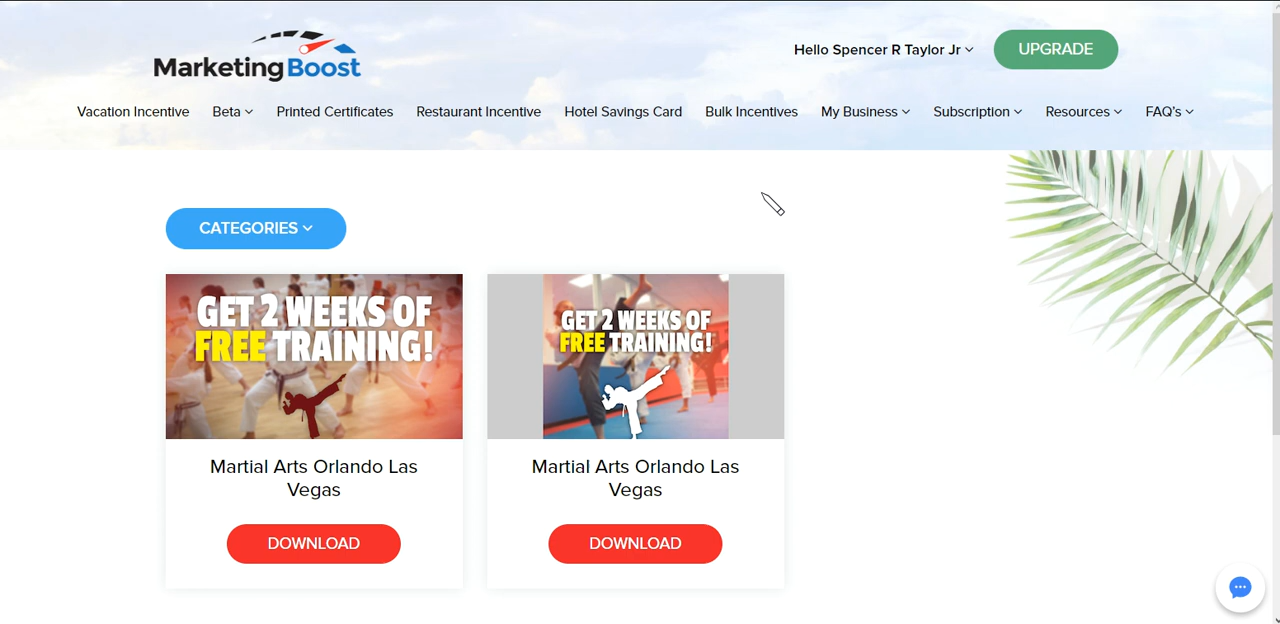 MarketingBoost
Hello Spencer R Taylor Jr
UPGRADE
Vacation Incentive Beta Printed Certificates Restaurant Incentive Hotel Savings Card Bulk Incentives My Business Subscription Resources FAQ's
CATEGORIES
GET 2 WEEKS OF
FREE TRAINING!
Martial Arts Orlando Las
Vegas
DOWNLOAD
GET 2 WEEKS OF
FREE TRAINING!
Martial Arts Orlando Las
Vegas
DOWNLOAD